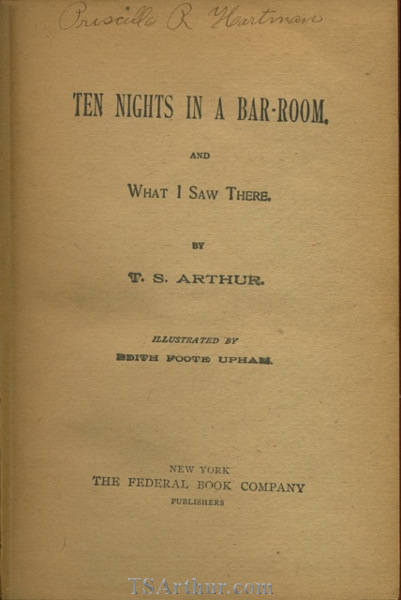 Priscilla R Hartman
TEN NIGHTS IN A BAR-ROOM.
AND
WHAT I SAW THERE.
BY
T. S. ARTHUR.
ILLUSTRATED BY
EDITH FOOTE UPHAM.
NEW YORK
THE FEDERAL BOOK COMPANY
PUBLISHERS
TSArthur.com